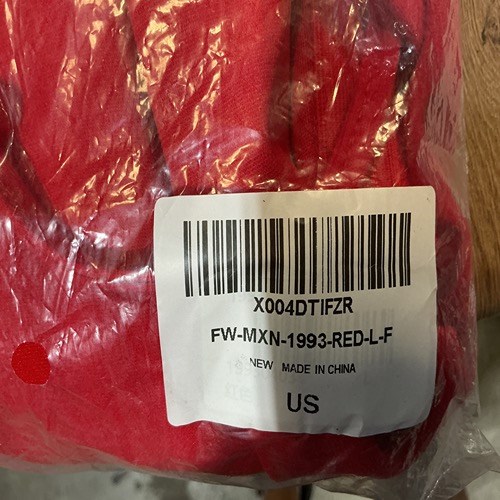 X004DTIFZR
FW-MXN-1993-RED-L-F
NEW MADE IN CHINA
US